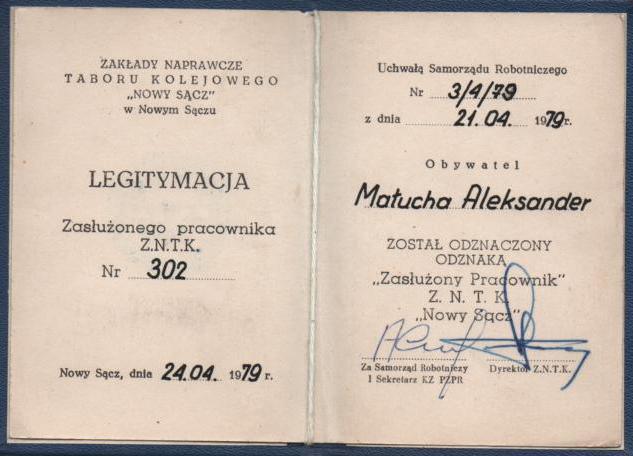 ZAKŁADY NAPRAWCZE
TABORU KOLEJOWEGO
„NOWY SĄCZ"
w Nowym Sączu
LEGITYMACJA
Zasłużonego pracownika
Z.N.T.K.
Nr 302
Nowy Sącz, dnia 24.04. 1979 r.
Uchwałą Samorządu Robotniczego
Nr 3/4/79
z dnia 21.04. 1979 r.
Obywatel
Matucha Aleksander
ZOSTAŁ ODZNACZONY
ODZNAKĄ
„Zasłużony Pracownik"
Z. N. T. K.
„Nowy Sącz"
Za Samorząd Robotniczy
I Sekretarz KZ PZPR
Dyrektor Z.N.T.K.